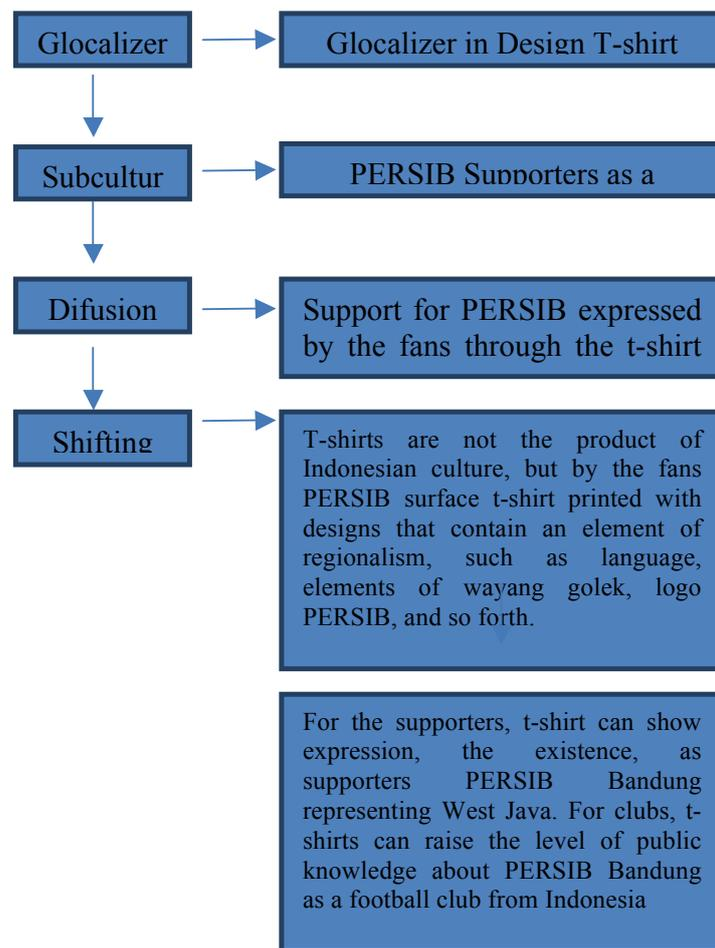 Glocalizer
Glocalizer in Design T-shirt
Subcultur
PERSIB Supporters as a
Difusion
Support for PERSIB expressed
by the fans through the t-shirt
Shifting
T-shirts are not the product of
Indonesian culture, but by the fans
PERSIB surface t-shirt printed with
designs that contain an element of
regionalism, such as language,
elements of wayang golek, logo
PERSIB, and so forth.
For the supporters, t-shirt can show
expression, the existence, as
supporters PERSIB Bandung
representing West Java. For clubs, t-
shirts can raise the level of public
knowledge about PERSIB Bandung
as a football club from Indonesia